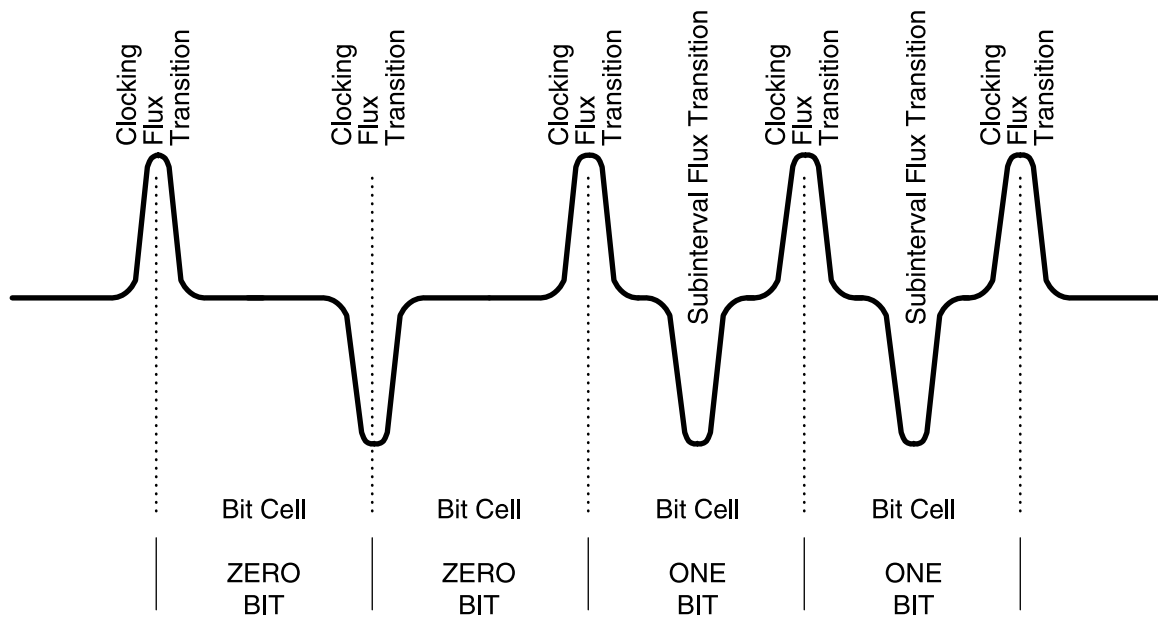 Clocking
Flux
Transition
Clocking
Flux
Transition
Clocking
Flux
Transition
Subinterval Flux Transition
Clocking
Flux
Transition
Subinterval Flux Transition
Clocking
Flux
Transition
Bit Cell
Bit Cell
Bit Cell
Bit Cell
ZERO
BIT
ZERO
BIT
ONE
BIT
ONE
BIT